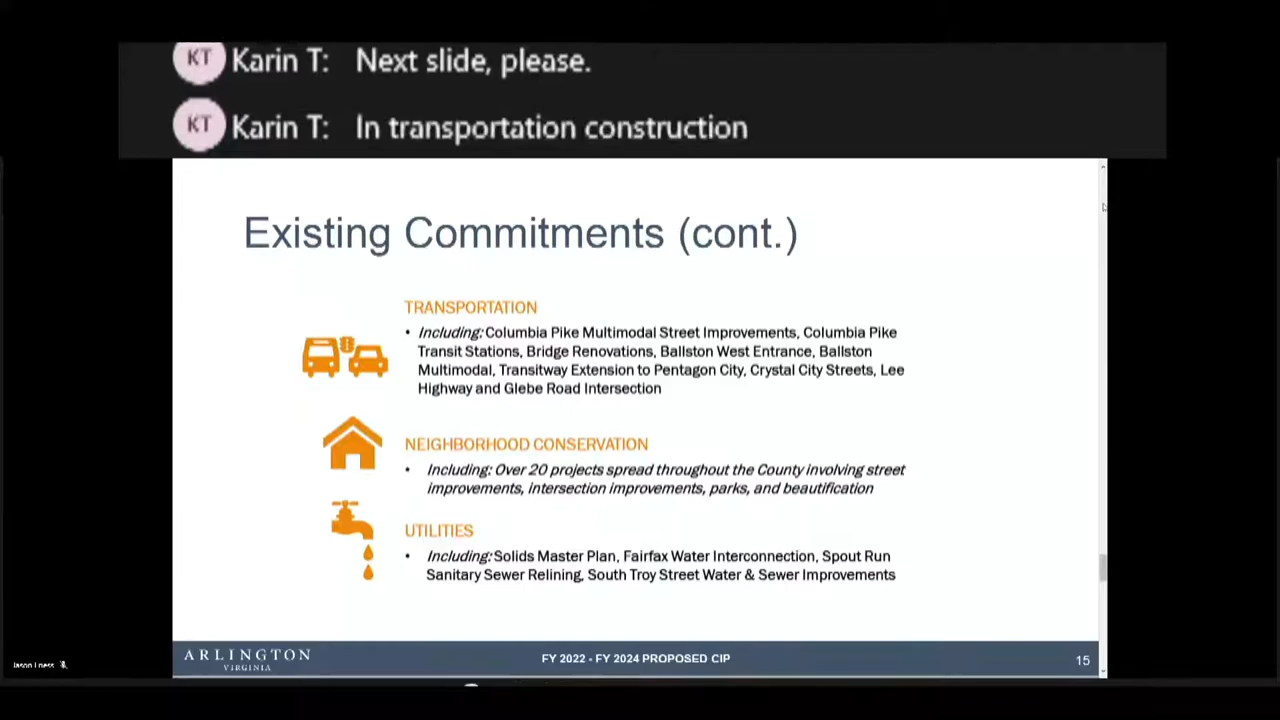 KT Karin T: Next slide, please.
KT Karin T: In transportation construction
Existing Commitments (cont.)
TRANSPORTATION
• Including: Columbia Pike Multimodal Street Improvements, Columbia Pike
Transit Stations, Bridge Renovations, Ballston West Entrance, Ballston
Multimodal, Transitway Extension to Pentagon City, Crystal City Streets, Lee
Highway and Glebe Road Intersection
NEIGHBORHOOD CONSERVATION
• Including: Over 20 projects spread throughout the County involving street
improvements, intersection improvements, parks, and beautification
UTILITIES
• Including: Solids Master Plan, Fairfax Water Interconnection, Spout Run
Sanitary Sewer Relining, South Troy Street Water & Sewer Improvements
ARLINGTON
VIRGINIA
FY 2022 - FY 2024 PROPOSED CIP
15
Jason